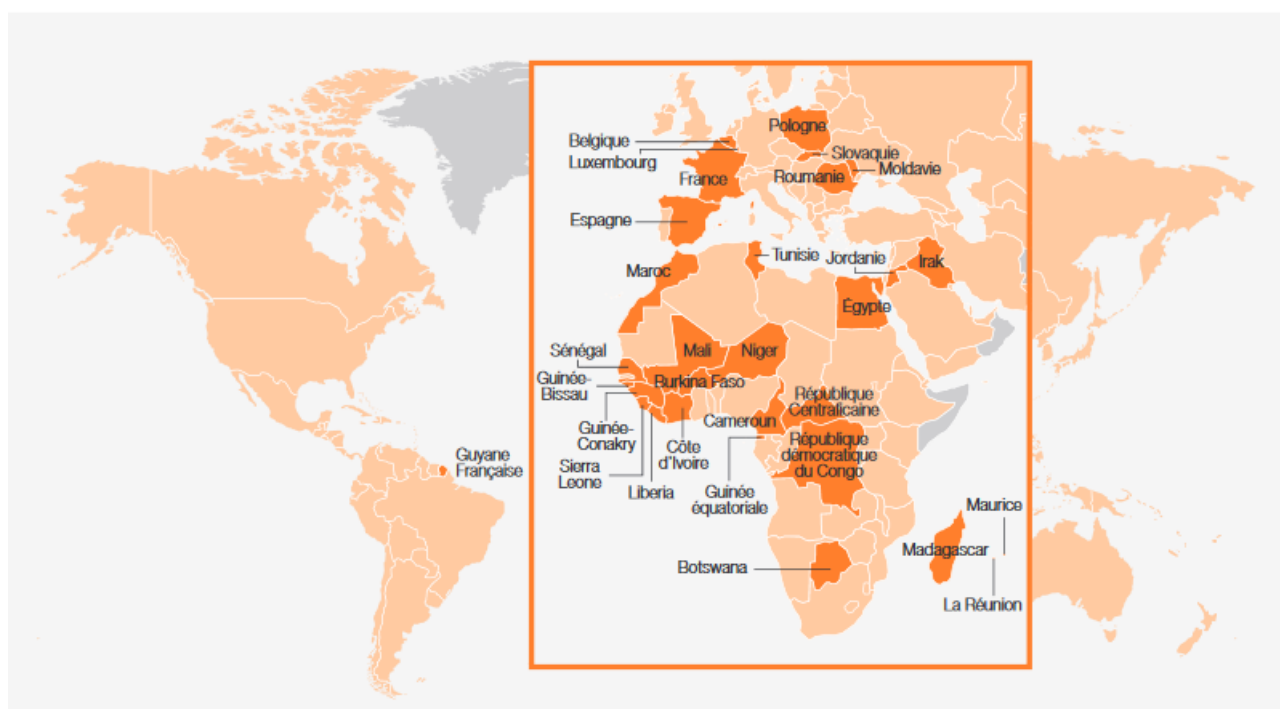 Pologne
Belgique
Luxembourg
Slovaquie
Moldavie
France
Roumanie
Espagne
Tunisie
Jordanie
Irak
Maroc
Égypte
Sénégal
Mali
Niger
Guinée-
Bissau
Burkina Faso
République
Centraficaine
Cameroun
Guinée-
Conakry
Côte
d'Ivoire
République
démocratique
du Congo
Guyane
Française
Sierra
Leone
Liberia
Guinée
équatoriale
Maurice
Madagascar
Botswana
La Réunion